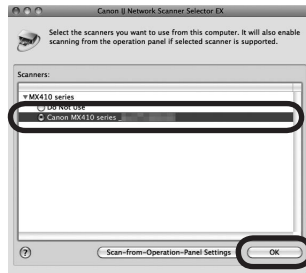 Canon IJ Network Scanner Selector EX
Select the scanners you want to use from this computer. It will also enable
scanning from the operation panel if selected scanner is supported.
Scanners:
MX410 series
Do Not Use
Canon MX410 series_
?
Scan-from-Operation-Panel Settings
OK